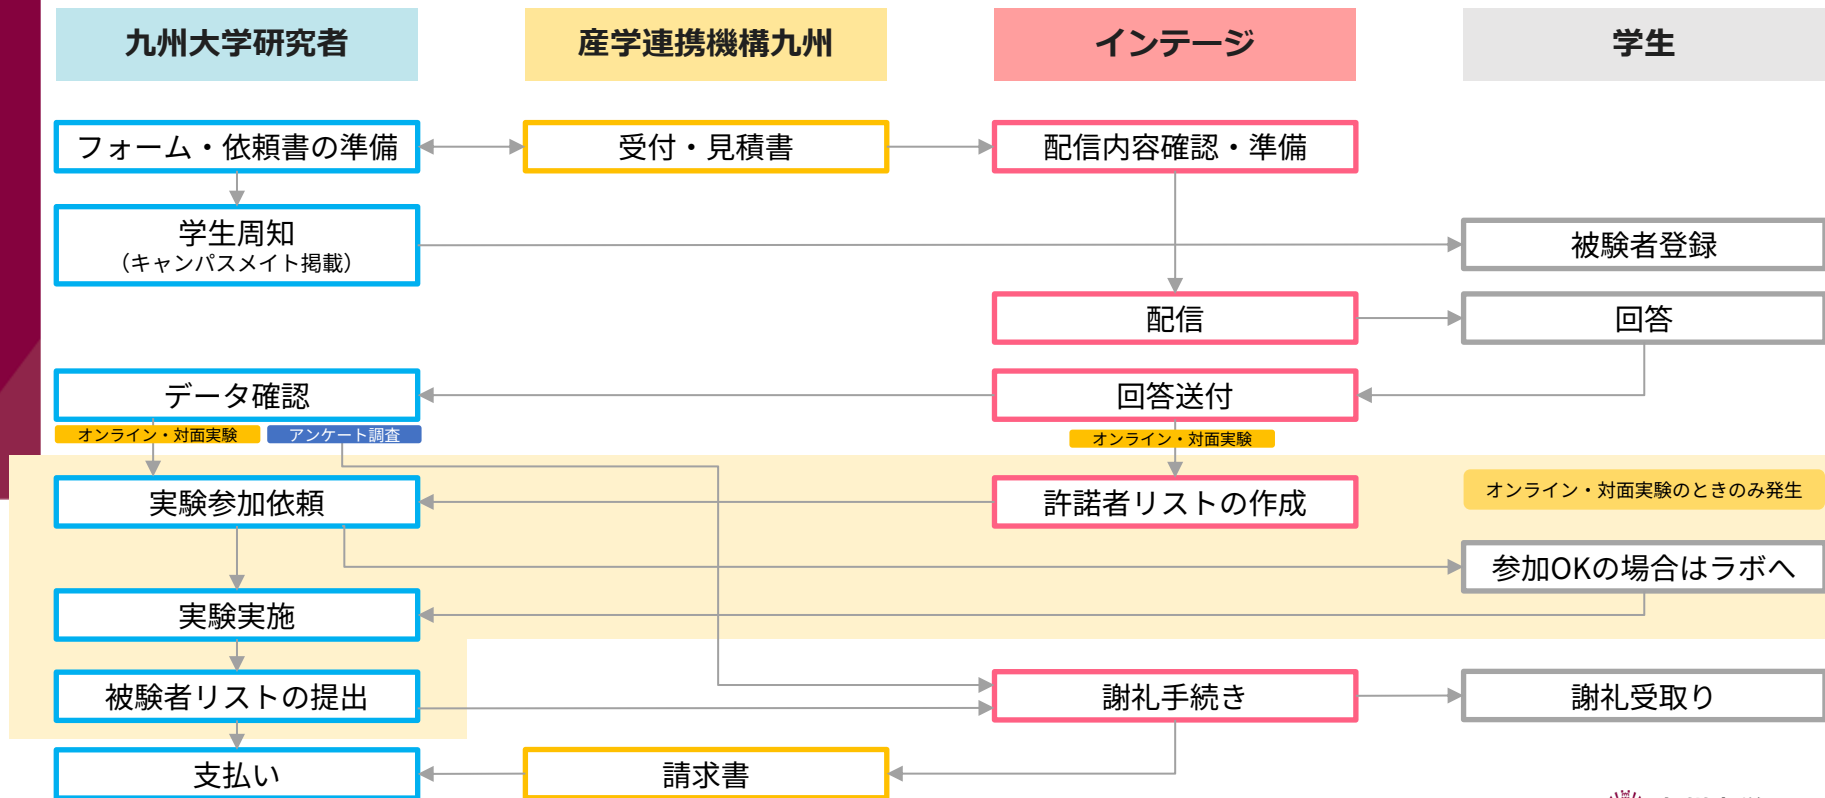 九州大学研究者
産学連携機構九州
インテージ
学生
フォーム・依頼書の準備
受付・見積書
配信内容確認・準備
学生周知
（キャンパスメイト掲載）
被験者登録
配信
回答
データ確認
回答送付
オンライン・対面実験
アンケート調査
オンライン・対面実験
実験参加依頼
許諾者リストの作成
オンライン・対面実験のときのみ発生
参加OKの場合はラボへ
実験実施
被験者リストの提出
謝礼手続き
謝礼受取り
支払い
請求書